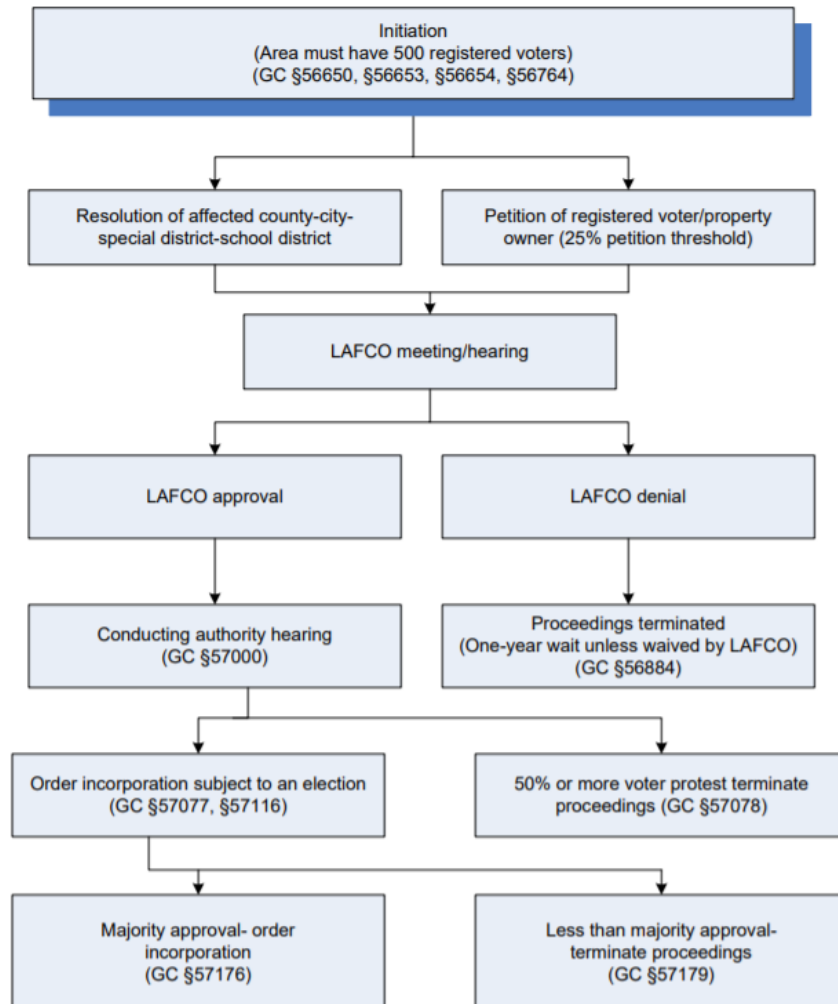 Initiation
(Area must have 500 registered voters)
(GC §56650, §56653, §56654, §56764)
Resolution of affected county-city-
special district-school district
Petition of registered voter/property
owner (25% petition threshold)
LAFCO meeting/hearing
LAFCO approval
LAFCO denial
Conducting authority hearing
(GC §57000)
Proceedings terminated
(One-year wait unless waived by LAFCO)
(GC §56884)
Order incorporation subject to an election
(GC §57077, §57116)
50% or more voter protest terminate
proceedings (GC §57078)
Majority approval- order
incorporation
(GC §57176)
Less than majority approval-
terminate proceedings
(GC §57179)